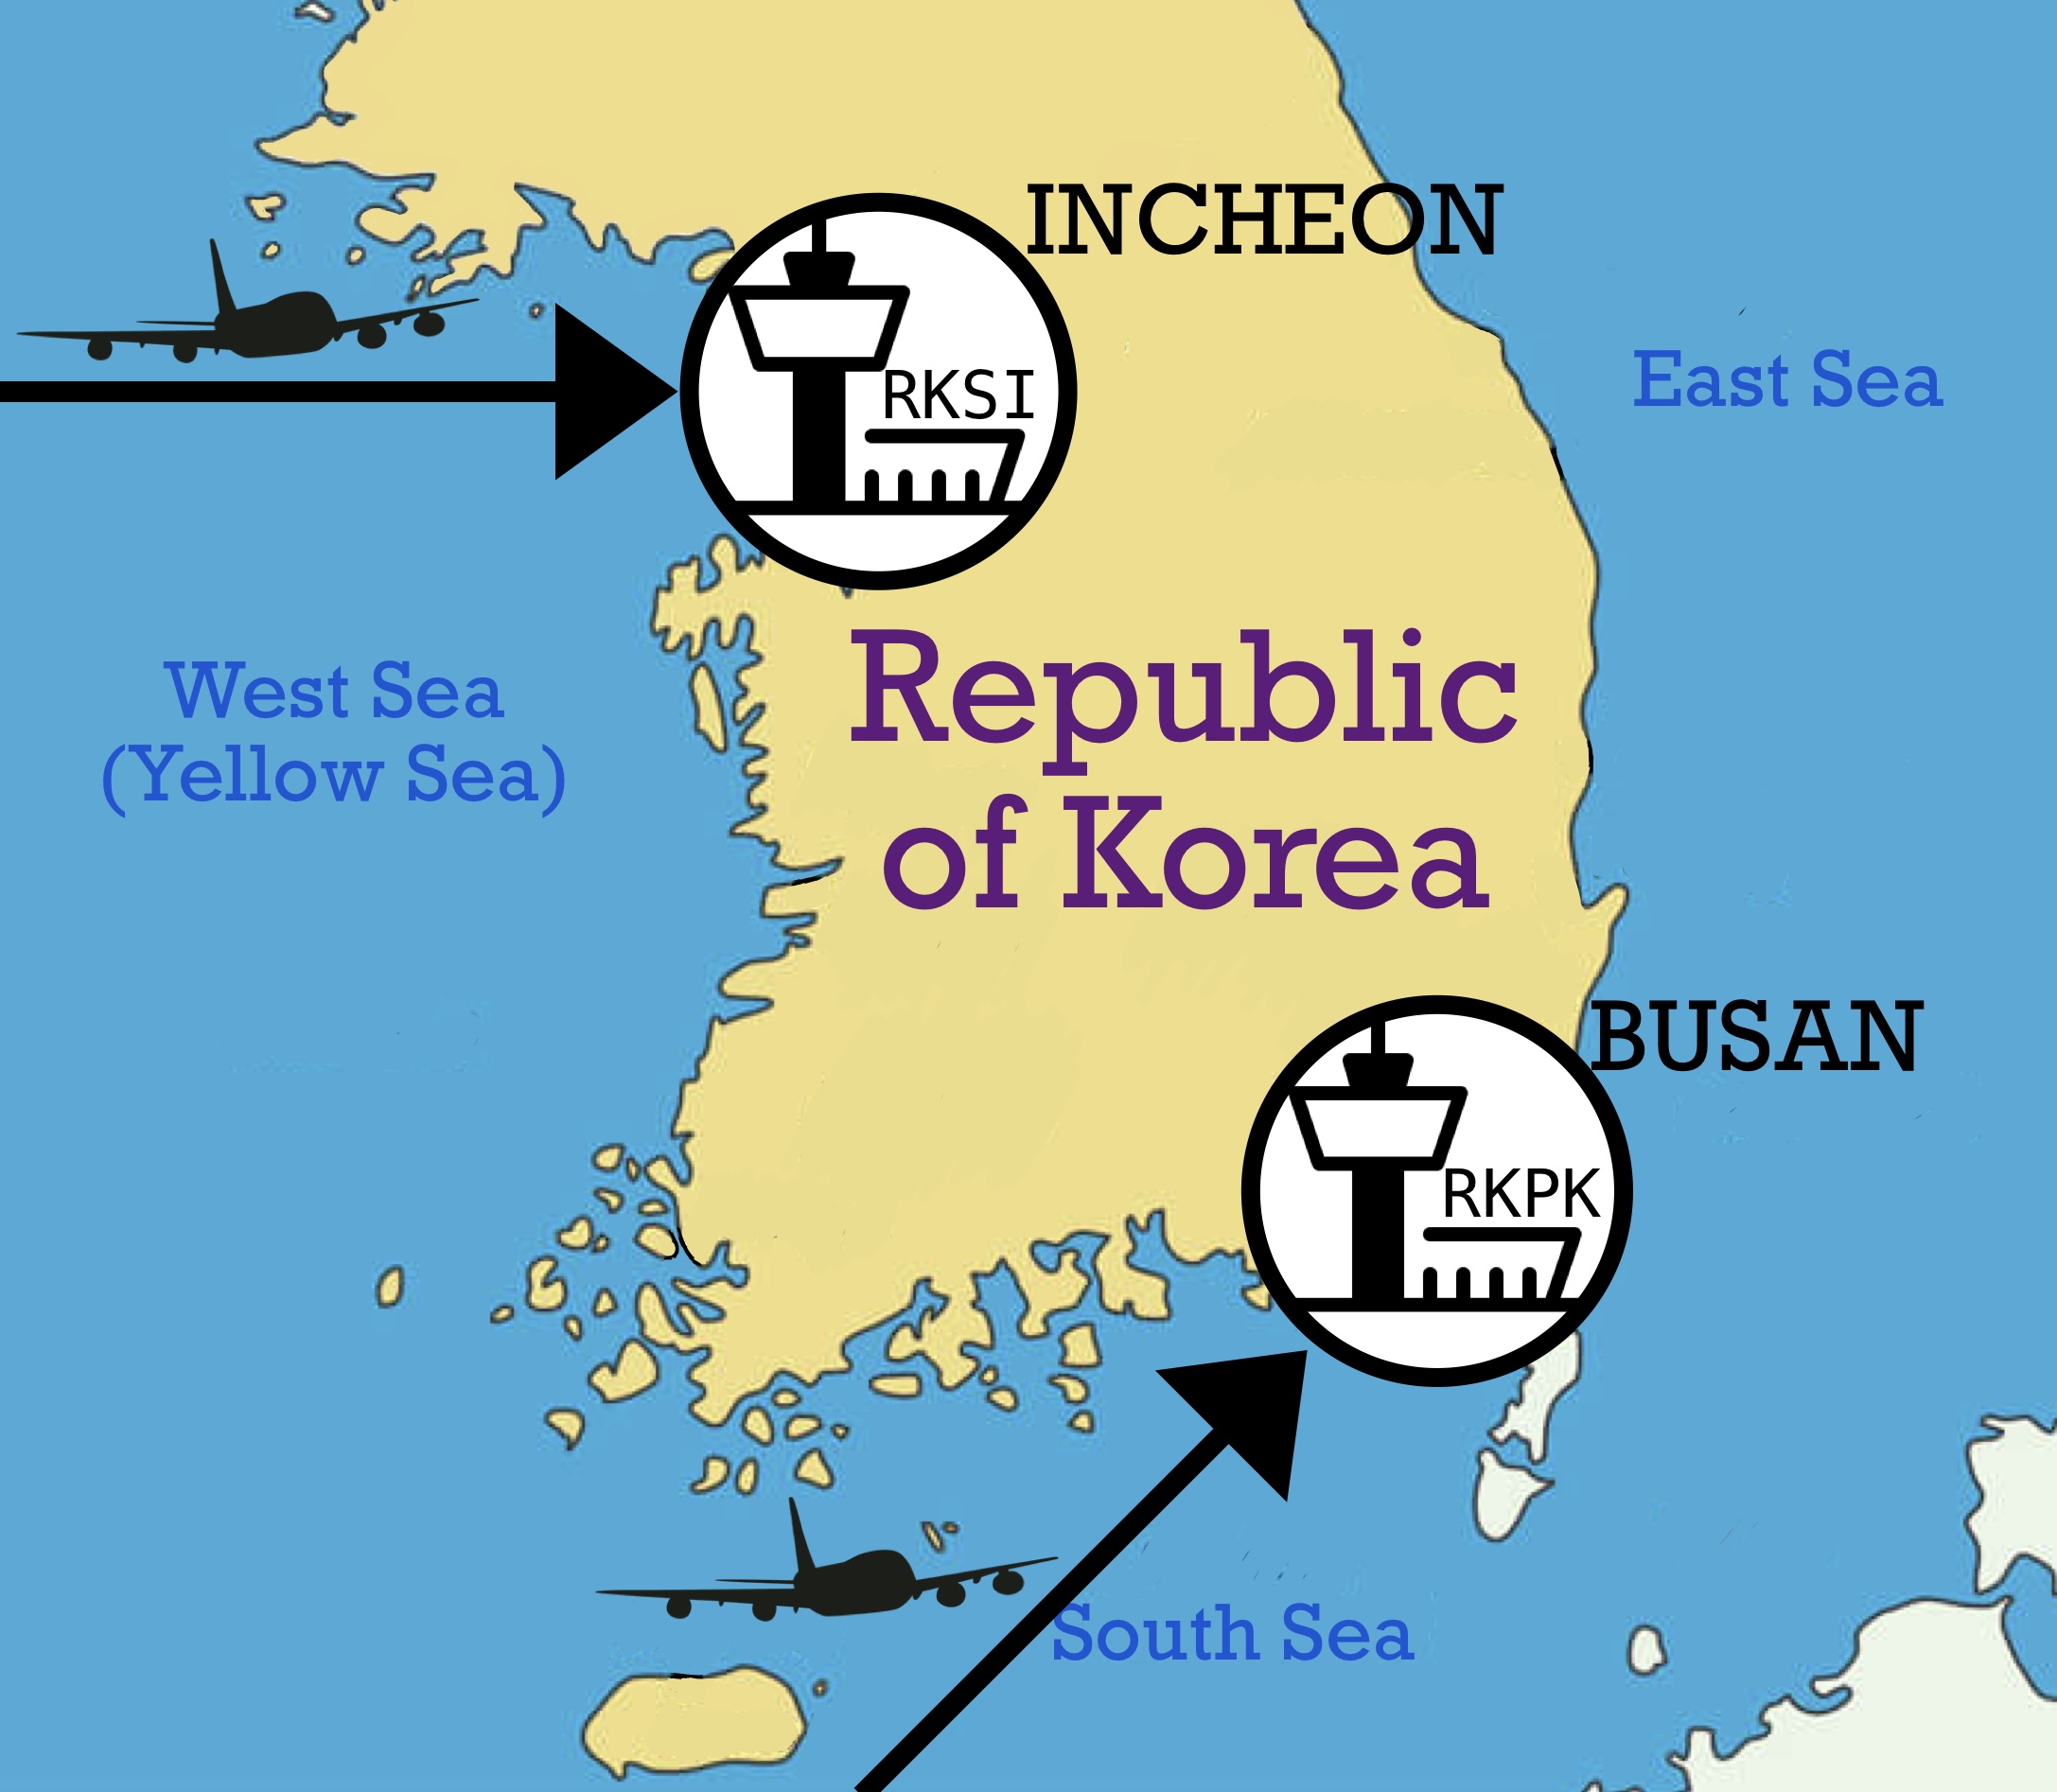 INCHEON
RKSI
East Sea
Republic
of Korea
West Sea
(Yellow Sea)
BUSAN
RKPK
South Sea